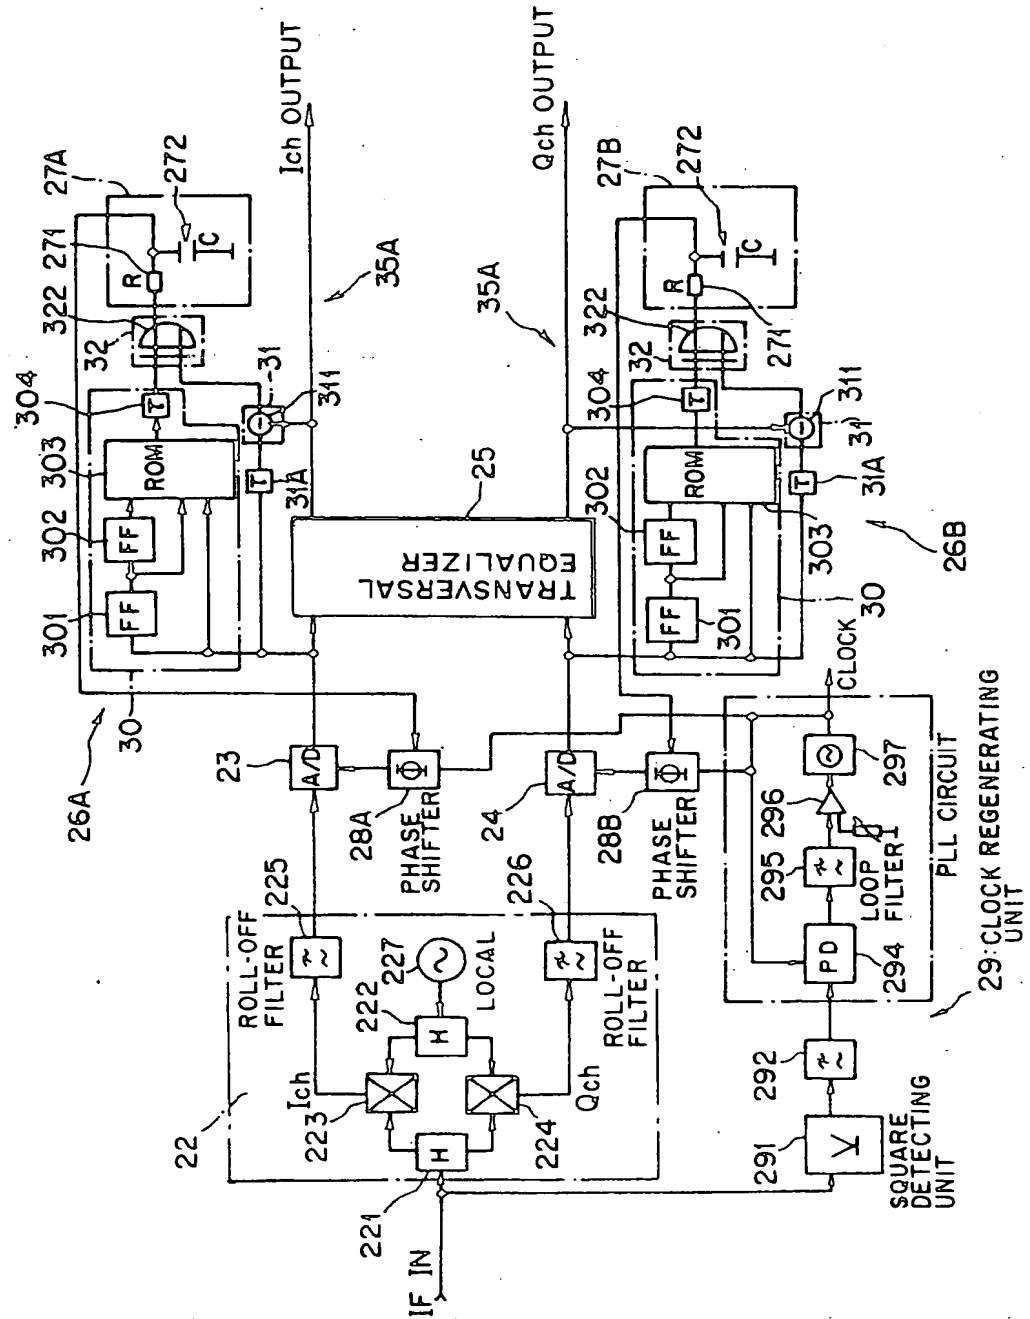 26A
30
301
302
303
304
32
322
271
27A
272
FF
FF
ROM
T
R
C
31
311
T
31A
Ich OUTPUT
35A
23
A/D
Φ
28A
PHASE
SHIFTER
TRANSVERSAL
EQUALIZER
25
35A
Qch OUTPUT
22
ROLL-OFF
FILTER
225
Ich
223
222
H
227
LOCAL
IF IN
221
H
224
Qch
226
ROLL-OFF
FILTER
24
A/D
Φ
28B
PHASE
SHIFTER
302
304
32
322
27B
272
FF
FF
301
ROM
303
T
R
C
271
311
31
T
31A
30
26B
SQUARE
DETECTING
UNIT
291
292
PD
294
295
296
297
LOOP
FILTER
CLOCK
PLL CIRCUIT
29:CLOCK REGENERATING
UNIT